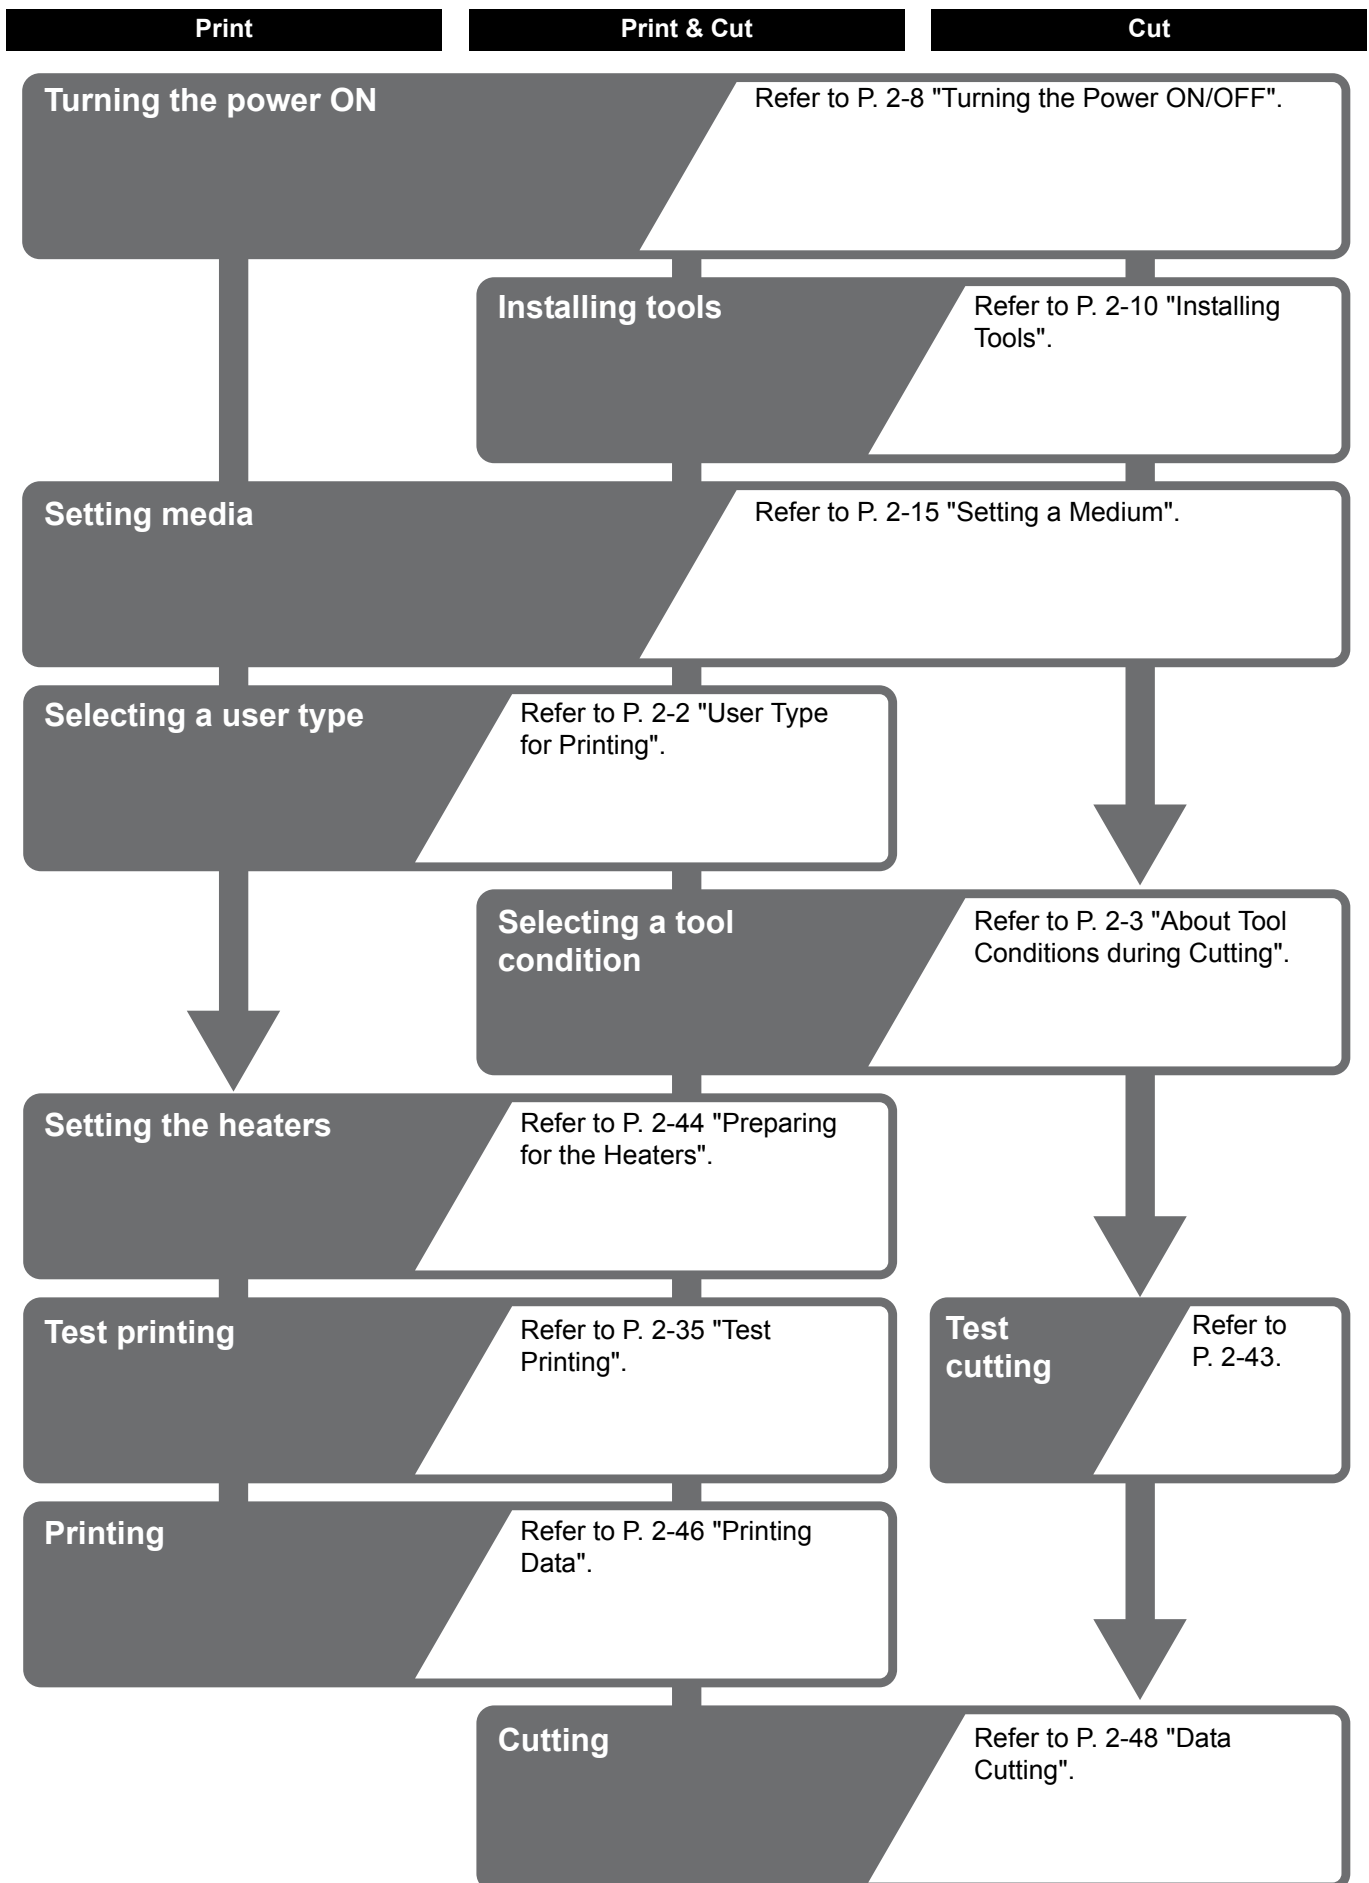 Print
Print & Cut
Cut
Turning the power ON
Refer to P. 2-8 "Turning the Power ON/OFF".
Installing tools
Refer to P. 2-10 "Installing
Tools".
Setting media
Refer to P. 2-15 "Setting a Medium".
Selecting a user type
Refer to P. 2-2 "User Type
for Printing".
Selecting a tool
condition
Refer to P. 2-3 "About Tool
Conditions during Cutting".
Setting the heaters
Refer to P. 2-44 "Preparing
for the Heaters".
Test printing
Refer to P. 2-35 "Test
Printing".
Test
cutting
Refer to
P. 2-43.
Printing
Refer to P. 2-46 "Printing
Data".
Cutting
Refer to P. 2-48 "Data
Cutting".